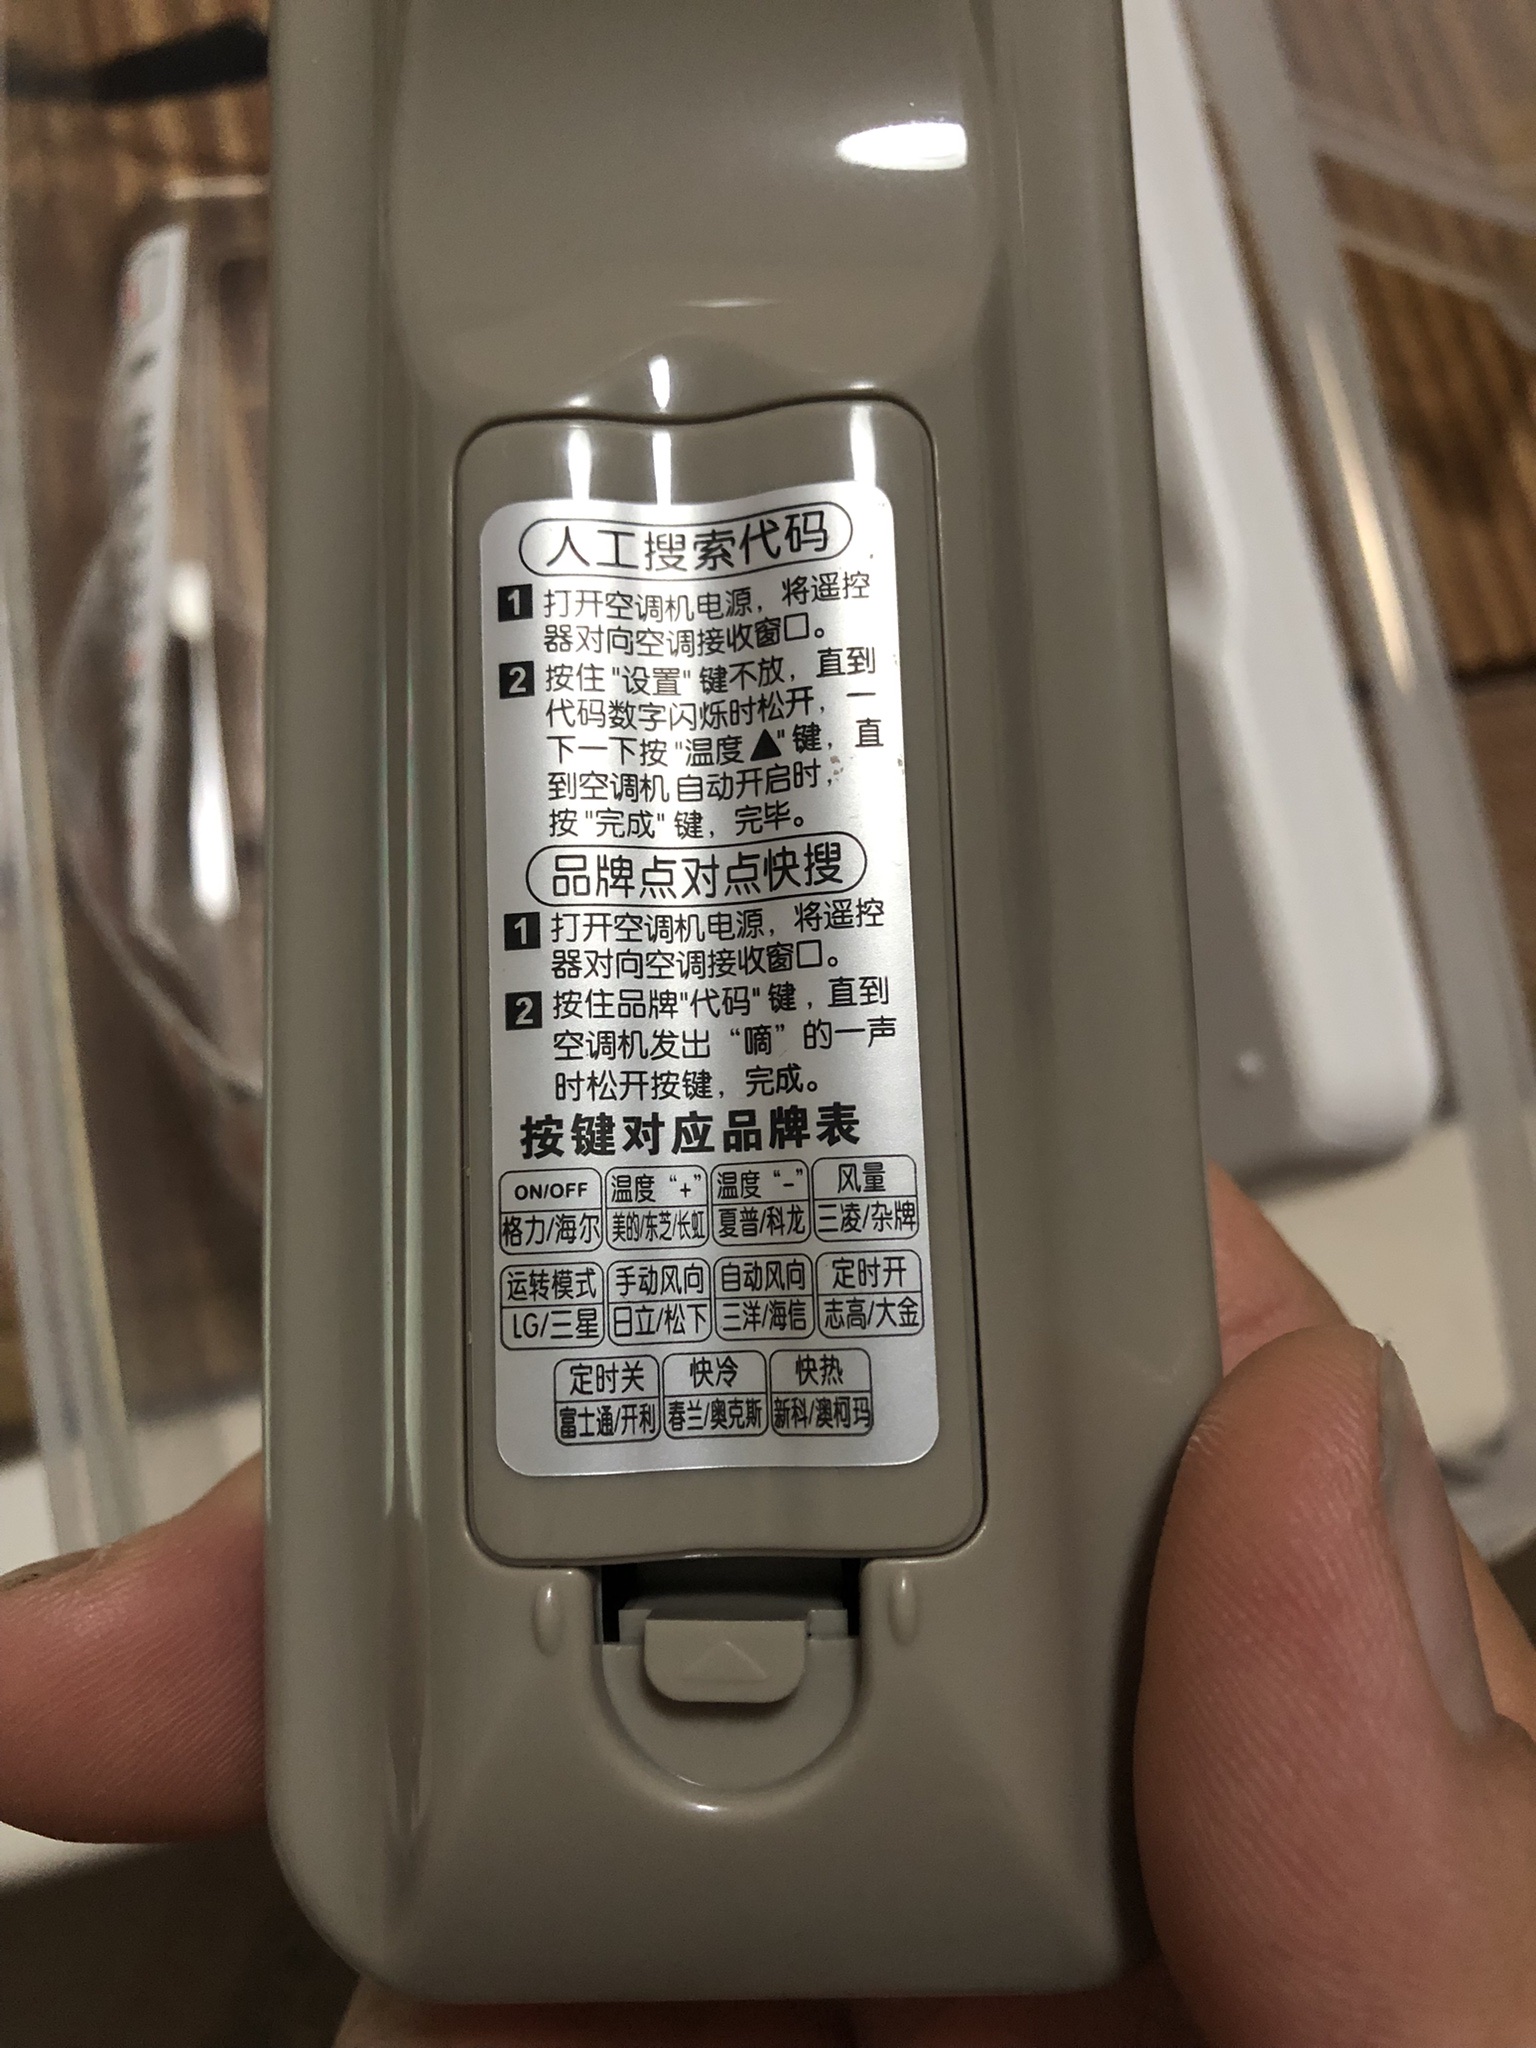 人工搜索代码
1 打开空调机电源，将遥控
器对向空调接收窗口。
2 按住"设置"键不放，直到
代码数字闪烁时松开，一
下一下按"温度▲"键，直
到空调机自动开启时，
按"完成"键，完毕。
品牌点对点快搜
1 打开空调机电源，将遥控
器对向空调接收窗口。
2 按住品牌"代码"键，直到
空调机发出“嘀”的一声
时松开按键，完成。
按键对应品牌表
ON/OFF 温度“+” 温度“-” 风量
格力/海尔 美的/东芝/长虹 夏普/科龙 三凌/杂牌
运转模式 手动风向 自动风向 定时开
LG/三星 日立/松下 三洋/海信 志高/大金
定时关 快冷 快热
富士通/开利 春兰/奥克斯 新科/澳柯玛